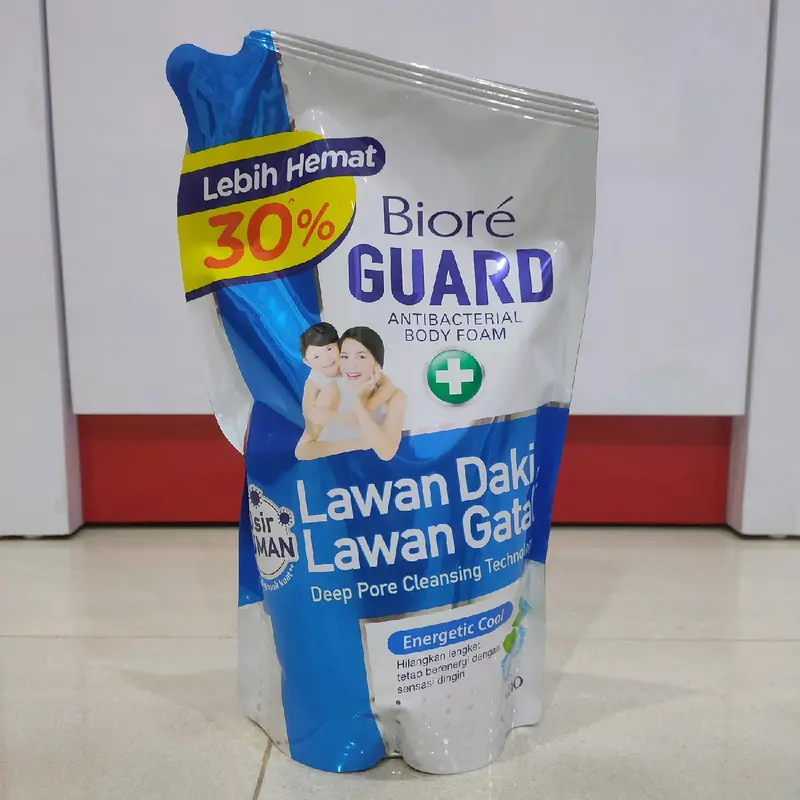 Lebih Hemat
30^%
Bioré
GUARD
ANTIBACTERIAL
BODY FOAM
Lawan Daki,
Lawan Gatal
Deep Pore Cleansing
sir
Energetic Cool
Hilangkan lengket,
tetap berenergi dengan
sensasi dingin